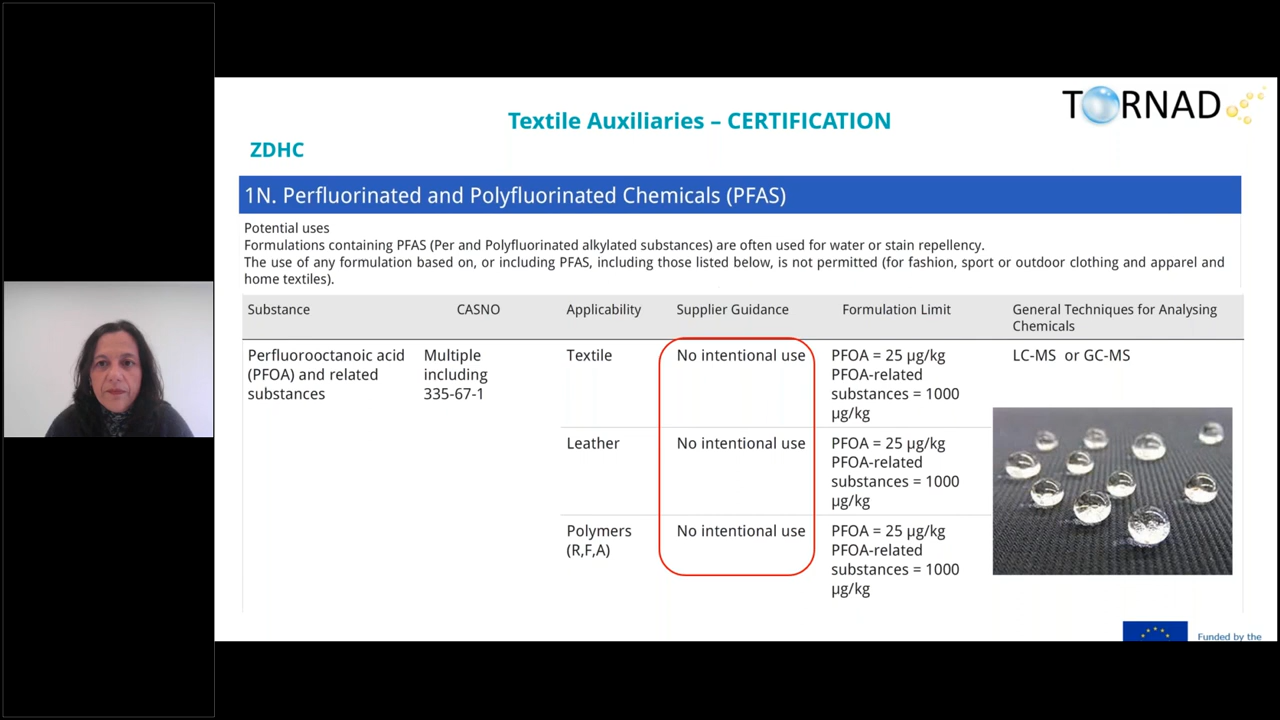 TORNAD
Textile Auxiliaries – CERTIFICATION
ZDHC
1N. Perfluorinated and Polyfluorinated Chemicals (PFAS)
Potential uses
Formulations containing PFAS (Per and Polyfluorinated alkylated substances) are often used for water or stain repellency.
The use of any formulation based on, or including PFAS, including those listed below, is not permitted (for fashion, sport or outdoor clothing and apparel and
home textiles).
Substance CASNO Applicability Supplier Guidance Formulation Limit General Techniques for Analysing
Chemicals
Perfluorooctanoic acid Multiple Textile No intentional use PFOA = 25 µg/kg LC-MS or GC-MS
(PFOA) and related including PFOA-related
substances 335-67-1 substances = 1000
µg/kg
Leather No intentional use PFOA = 25 µg/kg
PFOA-related
substances = 1000
µg/kg
Polymers No intentional use PFOA = 25 µg/kg
(R,F,A) PFOA-related
substances = 1000
µg/kg
Funded by the